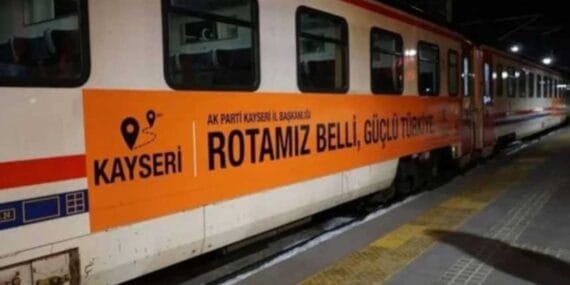 AK PARTİ KAYSERİ İL BAŞKANLIĞI
KAYSERİ
ROTAMIZ BELLİ, GÜÇLÜ TÜRKİYE